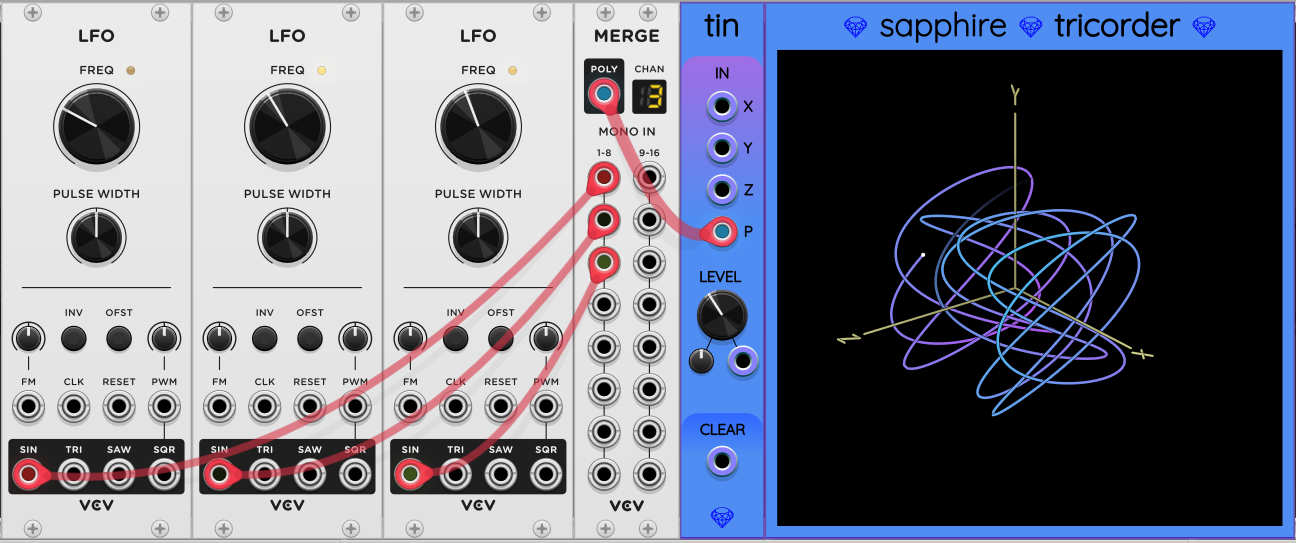 LFO
FREQ
PULSE WIDTH
INV OFST
FM CLK RESET PWM
SIN TRI SAW SQR
VCV
LFO
FREQ
PULSE WIDTH
INV OFST
FM CLK RESET PWM
SIN TRI SAW SQR
VCV
LFO
FREQ
PULSE WIDTH
INV OFST
FM CLK RESET PWM
SIN TRI SAW SQR
VCV
MERGE
POLY CHAN
3
MONO IN
1-8 9-16
VCV
tin
IN
X
Y
Z
P
LEVEL
CLEAR
sapphire tricorder
Y
Z
X